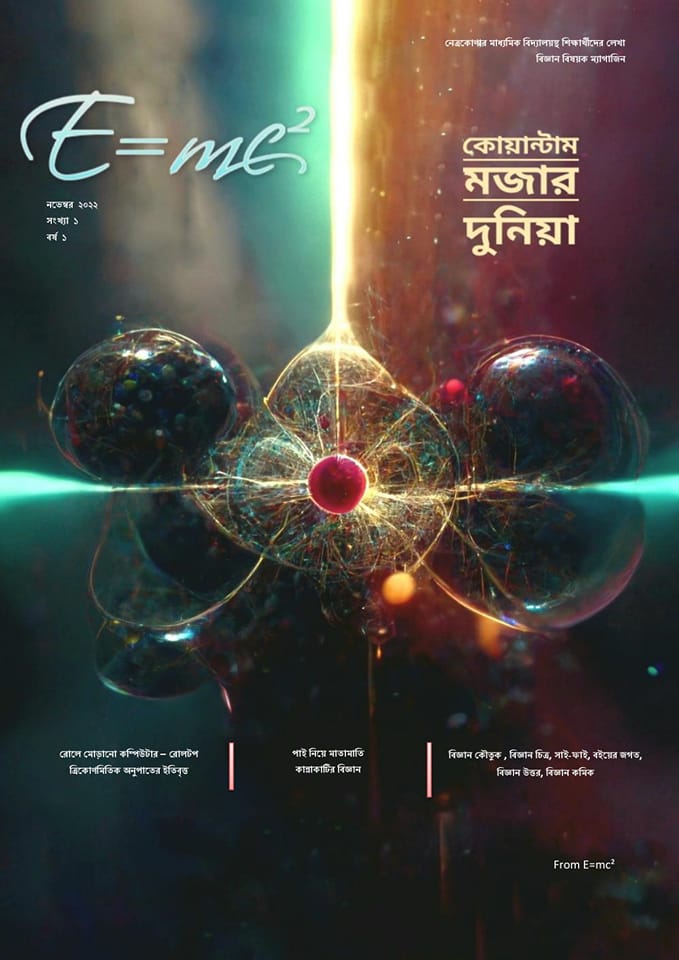 নেত্রকোণার মাধ্যমিক বিদ্যালয়স্থ শিক্ষার্থীদের লেখা
বিজ্ঞান বিষয়ক ম্যাগাজিন
E=mc²
নভেম্বর ২০২২
সংখ্যা ১
বর্ষ ১
কোয়ান্টাম
মজার
দুনিয়া
রোলে মোড়ানো কম্পিউটার – রোলটপ
ত্রিকোণমিতিক অনুপাতের ইতিবৃত্ত
পাই নিয়ে মাতামাতি
কান্নাকাটির বিজ্ঞান
বিজ্ঞান কৌতুক , বিজ্ঞান চিত্র, সাই-ফাই, বইয়ের জগত,
বিজ্ঞান উত্তর, বিজ্ঞান কমিক
From E=mc²